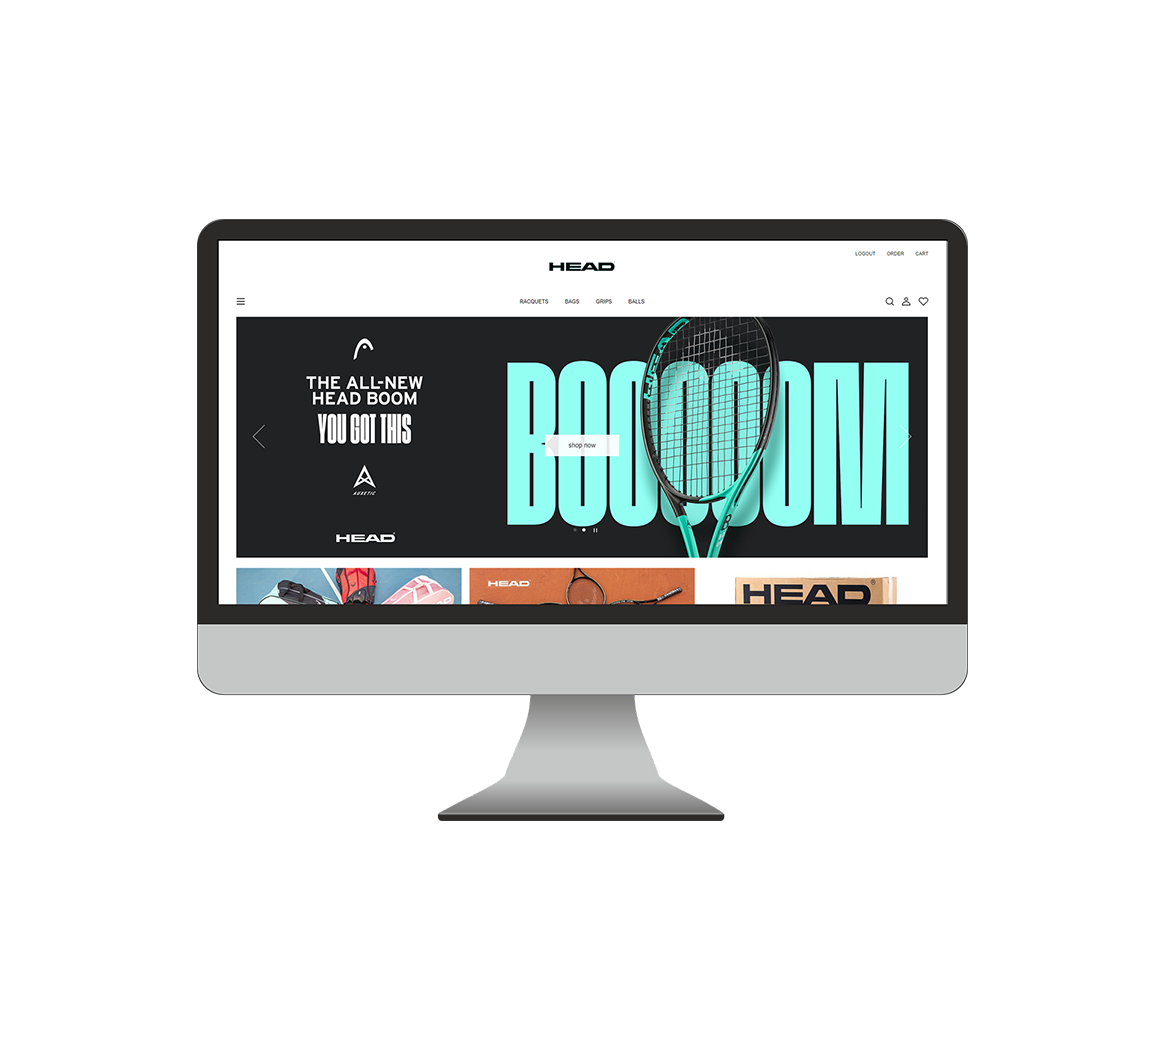 LOGOUT ORDER CART
HEAD
RACQUETS BAGS GRIPS BALLS
THE ALL-NEW
HEAD BOOM
YOU GOT THIS
AUXETIC
HEAD
BOOOOOM
HEAD
shop now
HEAD
HEAD